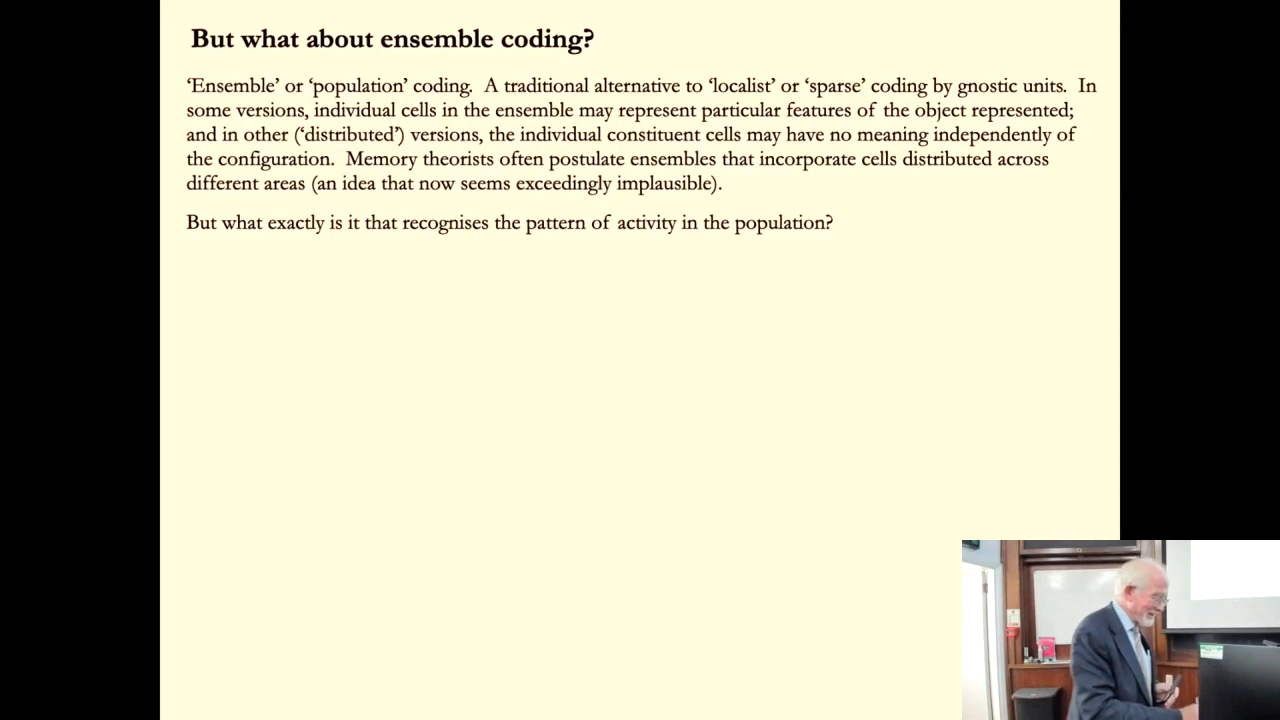 But what about ensemble coding?
‘Ensemble’ or ‘population’ coding.  A traditional alternative to ‘localist’ or ‘sparse’ coding by gnostic units.  In
some versions, individual cells in the ensemble may represent particular features of the object represented;
and in other (‘distributed’) versions, the individual constituent cells may have no meaning independently of
the configuration.  Memory theorists often postulate ensembles that incorporate cells distributed across
different areas (an idea that now seems exceedingly implausible).
But what exactly is it that recognises the pattern of activity in the population?